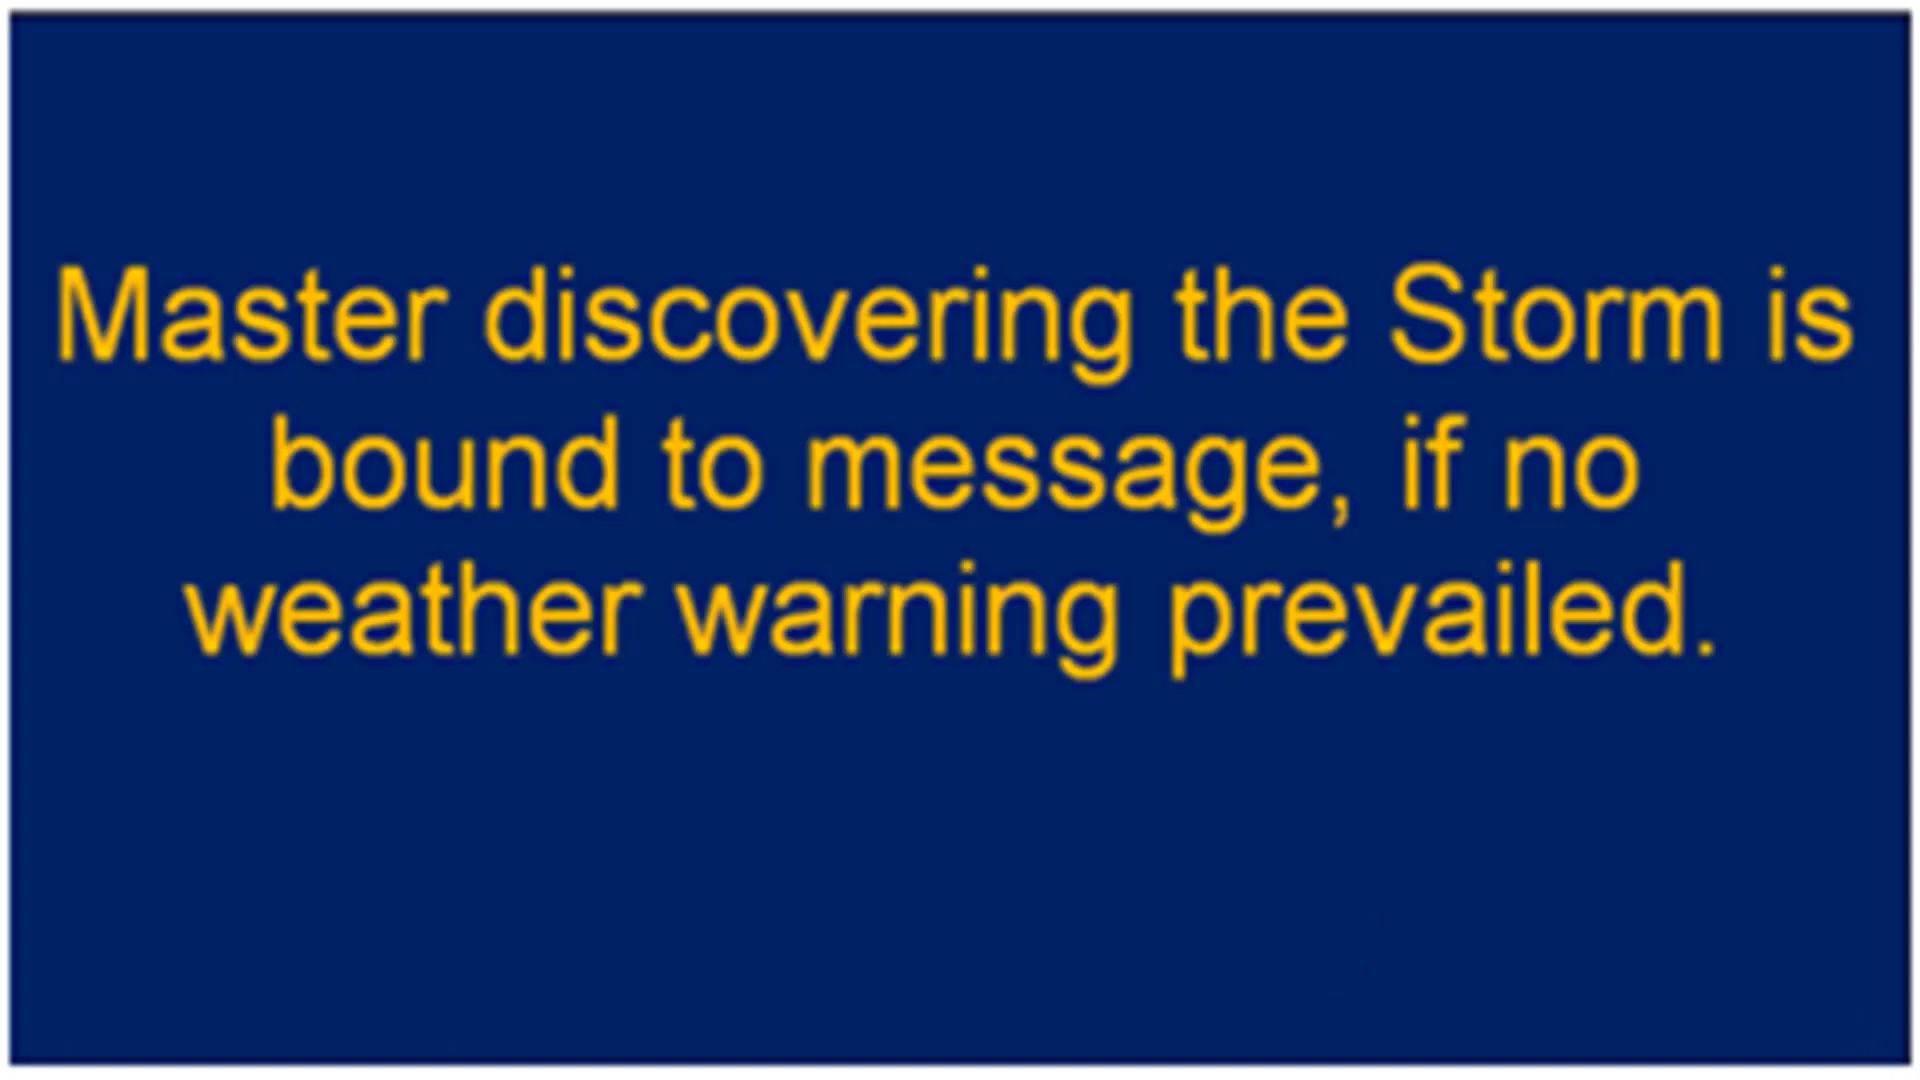 Master discovering the Storm is
bound to message, if no
weather warning prevailed.